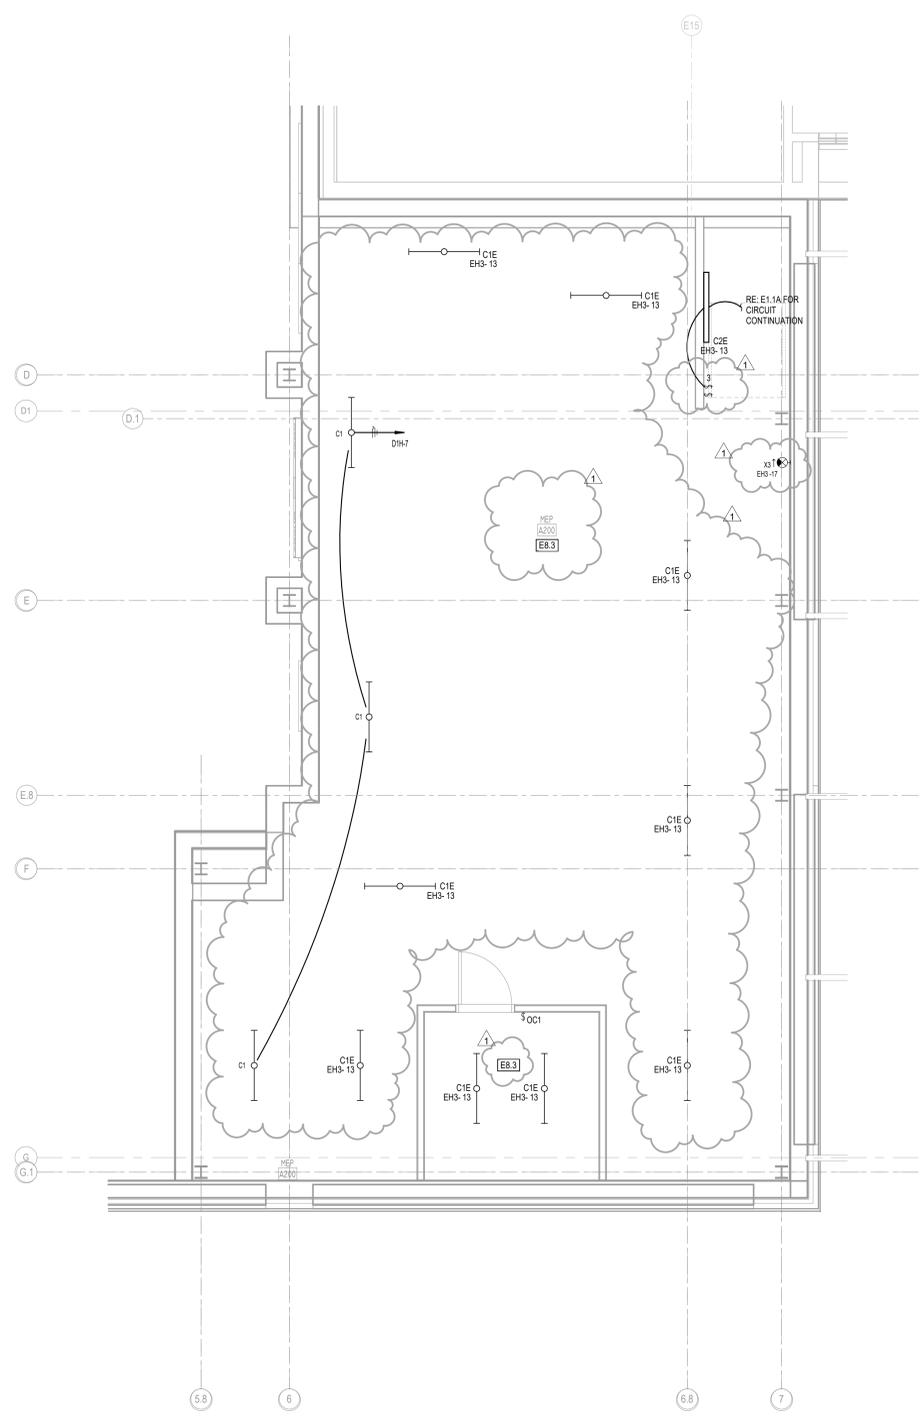 E15
C1E
EH3- 13
C1E
EH3- 13
RE: E1.1A FOR
CIRCUIT
CONTINUATION
C2E
EH3- 13
1
3
D
D1
D.1
C1
D1H-7
1
X3
EH3 -17
1
1
MEP
A200
E8.3
C1E
EH3- 13
E
C1
E.8
C1E
EH3- 13
F
C1E
EH3- 13
$ OC1
1
E8.3
C1
C1E
EH3- 13
C1E
EH3- 13
C1E
EH3- 13
C1E
EH3- 13
G
MEP
A200
G.1
5.8
6
6.8
7